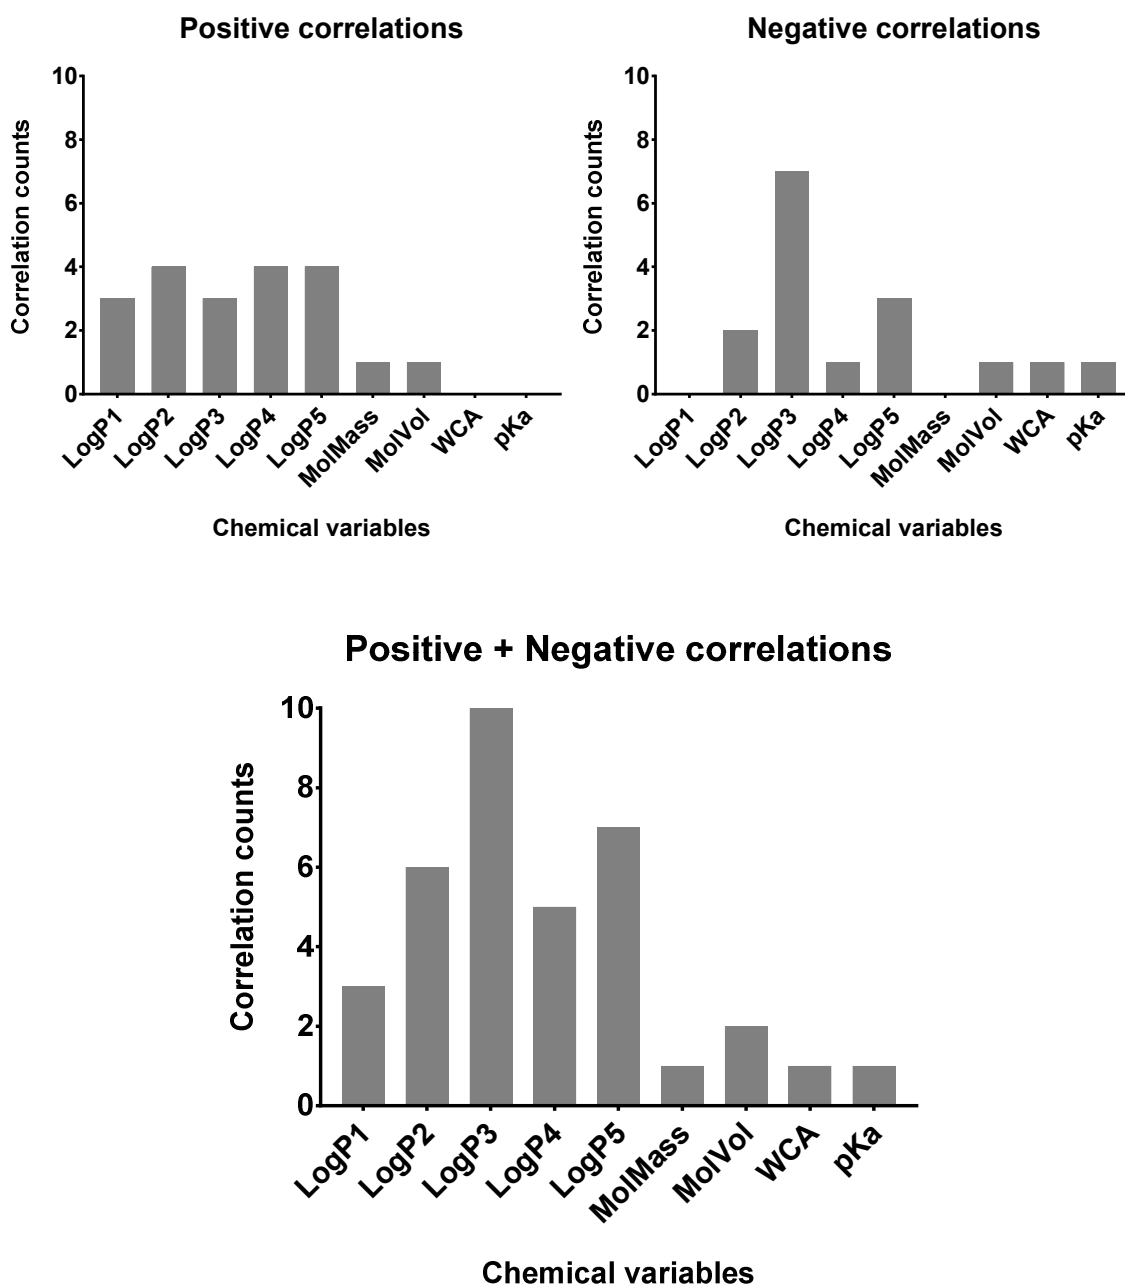 Positive correlations
Correlation counts
10
8
6
4
2
0
LogP1
LogP2
LogP3
LogP4
LogP5
MolMass
MolVol
WCA
pKa
Chemical variables
Negative correlations
Correlation counts
10
8
6
4
2
0
LogP1
LogP2
LogP3
LogP4
LogP5
MolMass
MolVol
WCA
pKa
Chemical variables
Positive + Negative correlations
Correlation counts
10
8
6
4
2
0
LogP1
LogP2
LogP3
LogP4
LogP5
MolMass
MolVol
WCA
pKa
Chemical variables